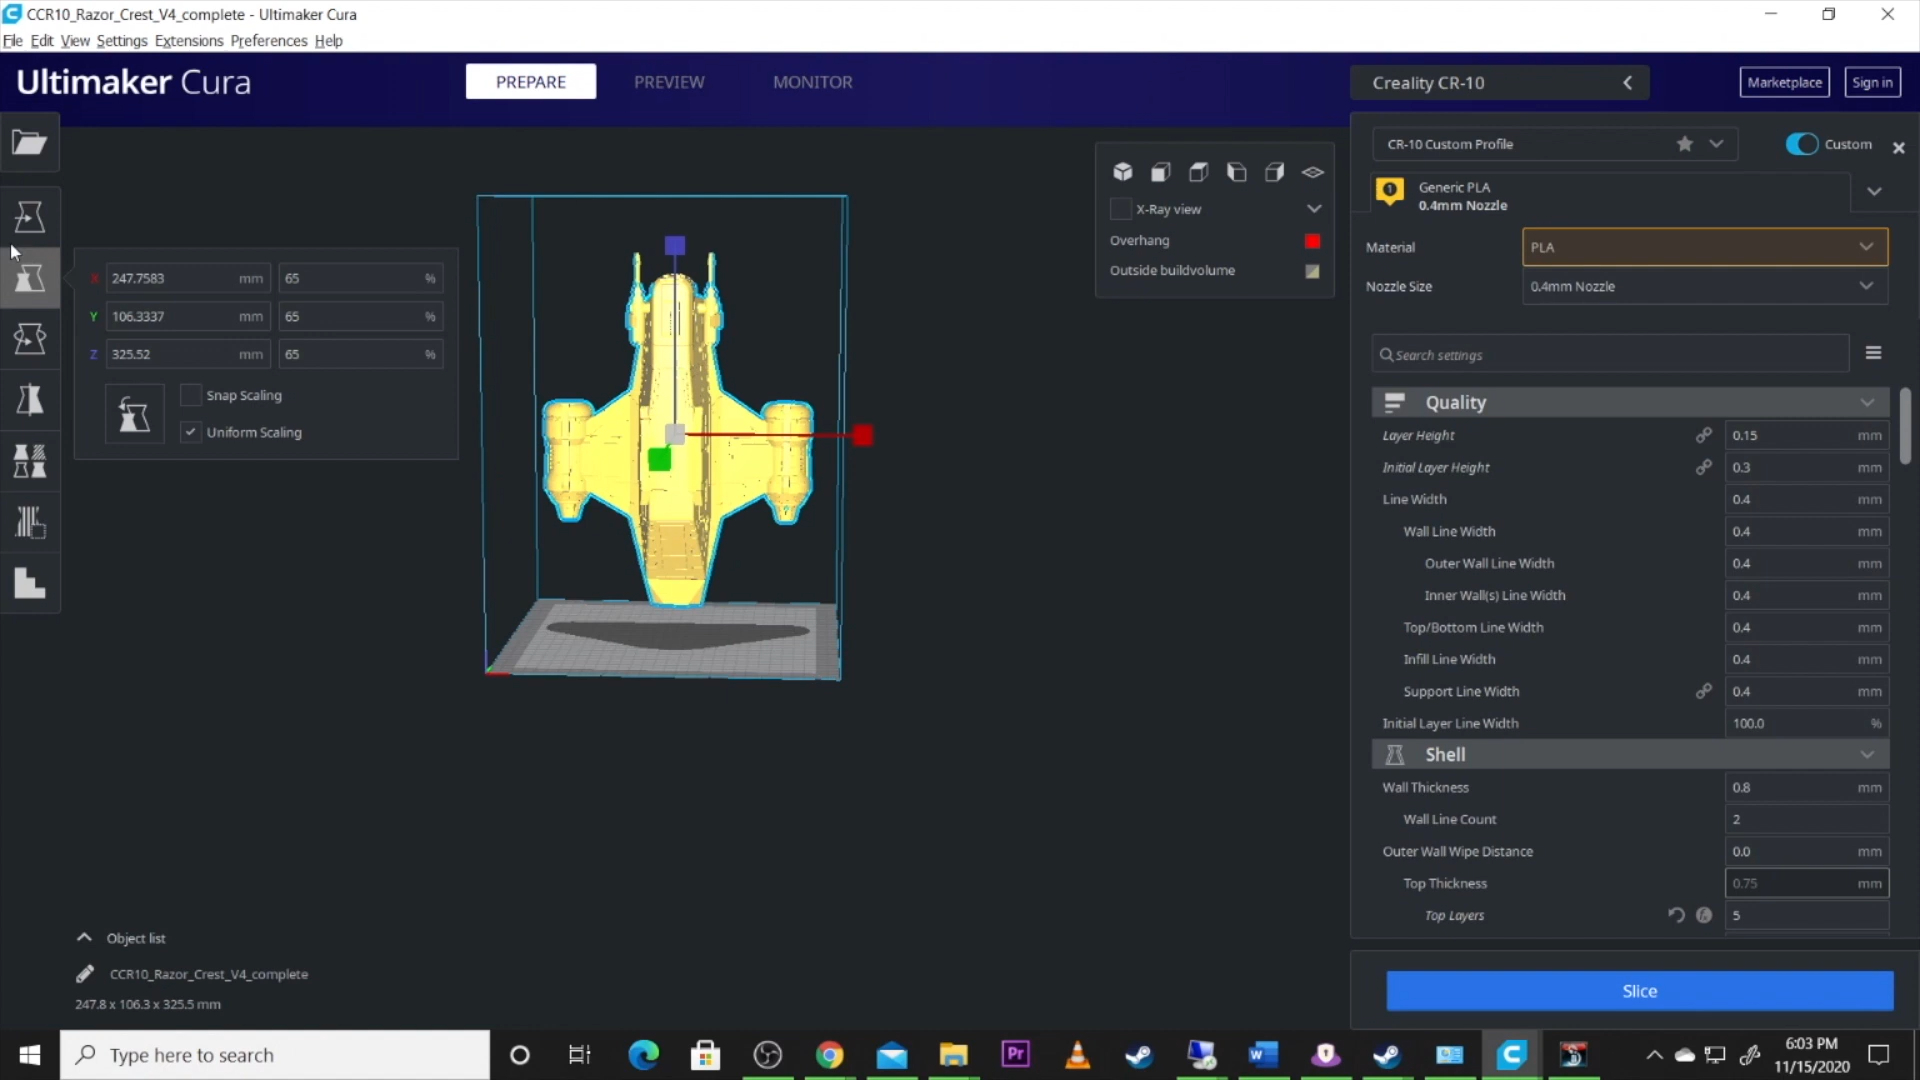 CCR10_Razor_Crest_V4_complete - Ultimaker Cura
File Edit View Settings Extensions Preferences Help
Ultimaker Cura
PREPARE
PREVIEW
MONITOR
Creality CR-10
Marketplace
Sign in
CR-10 Custom Profile
Custom
1
Generic PLA
0.4mm Nozzle
Material
PLA
Nozzle Size
0.4mm Nozzle
X-Ray view
Overhang
Outside buildvolume
X 247.7583 mm 65 %
Y 106.3337 mm 65 %
Z 325.52 mm 65 %
Snap Scaling
Uniform Scaling
Search settings
Quality
Layer Height 0.15 mm
Initial Layer Height 0.3 mm
Line Width 0.4 mm
Wall Line Width 0.4 mm
Outer Wall Line Width 0.4 mm
Inner Wall(s) Line Width 0.4 mm
Top/Bottom Line Width 0.4 mm
Infill Line Width 0.4 mm
Support Line Width 0.4 mm
Initial Layer Line Width 100.0 %
Shell
Wall Thickness 0.8 mm
Wall Line Count 2
Outer Wall Wipe Distance 0.0 mm
Top Thickness 0.75 mm
Top Layers 5
Object list
CCR10_Razor_Crest_V4_complete
247.8 x 106.3 x 325.5 mm
Slice
Type here to search
Pr
W
6:03 PM
11/15/2020